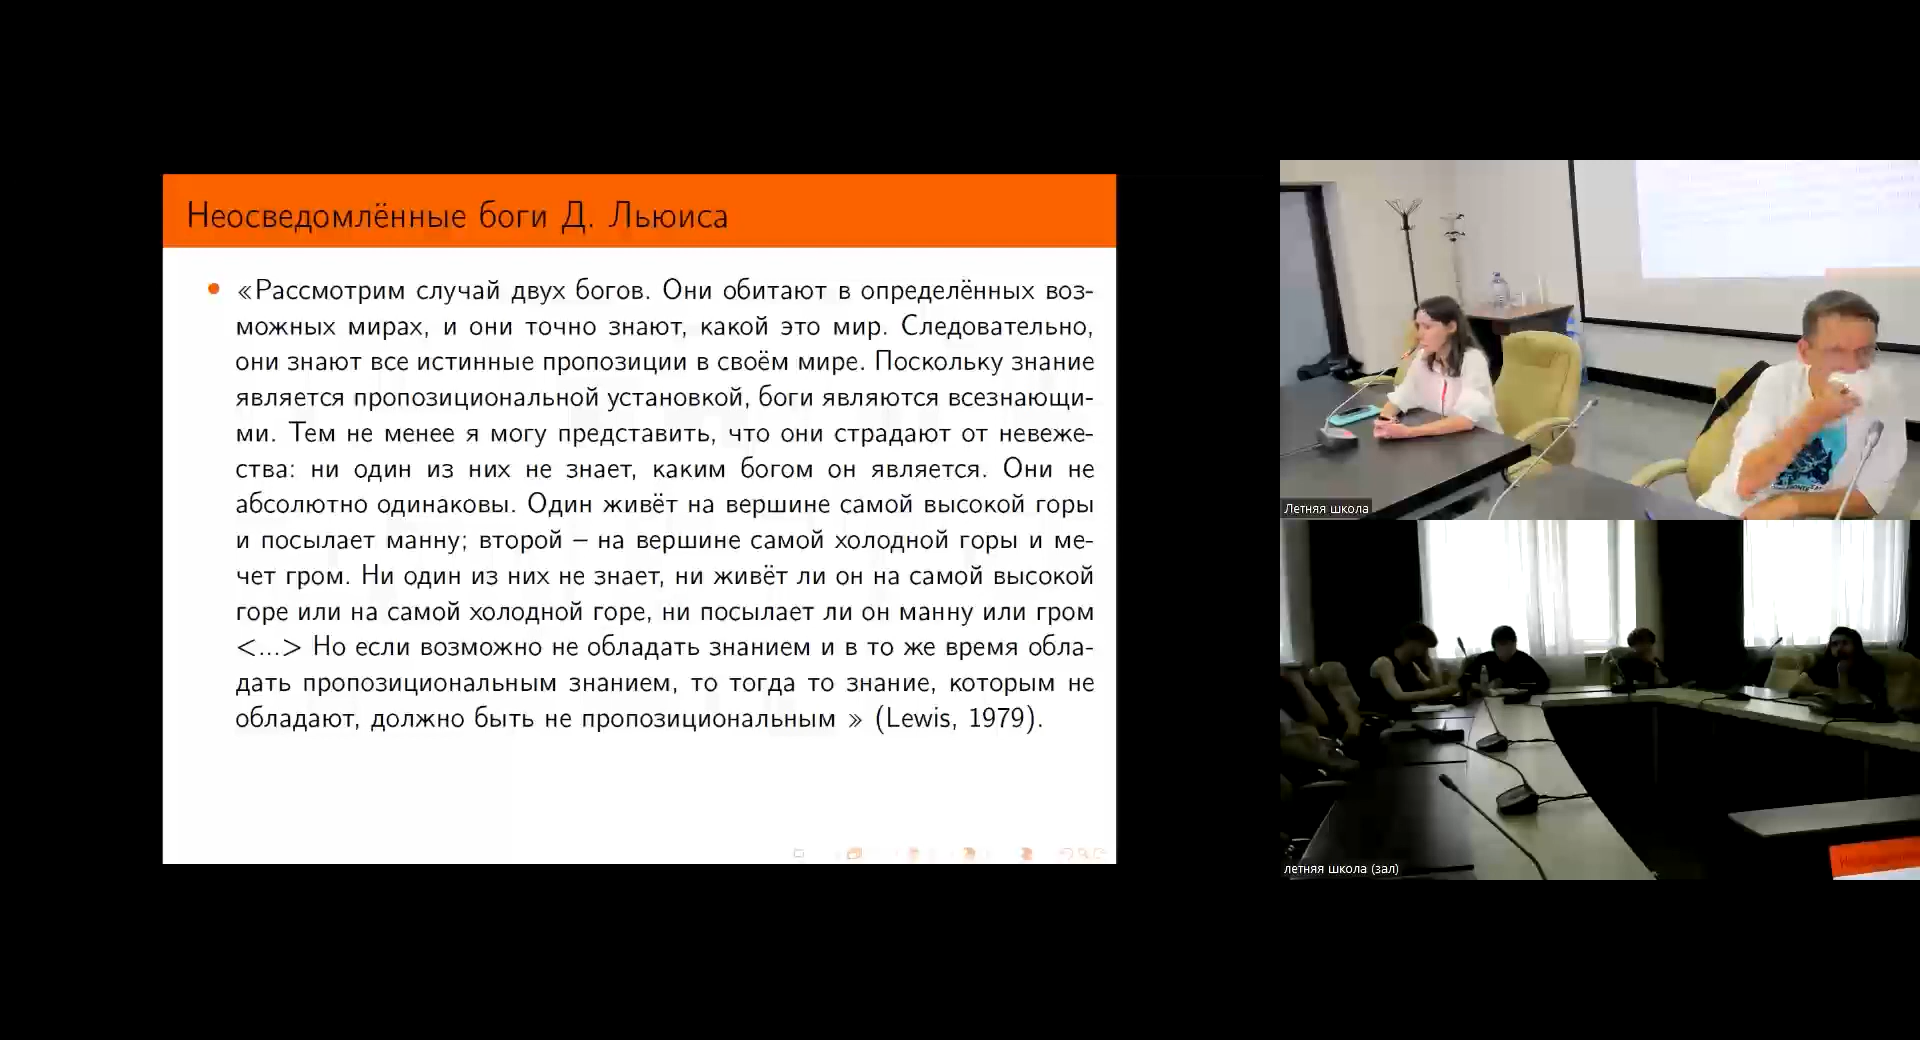 Неосведомлённые боги Д. Льюиса
«Рассмотрим случай двух богов. Они обитают в определённых воз-
можных мирах, и они точно знают, какой это мир. Следовательно,
они знают все истинные пропозиции в своём мире. Поскольку знание
является пропозициональной установкой, боги являются всезнающи-
ми. Тем не менее я могу представить, что они страдают от невеже-
ства: ни один из них не знает, каким богом он является. Они не
абсолютно одинаковы. Один живёт на вершине самой высокой горы
и посылает манну; второй – на вершине самой холодной горы и ме-
чет гром. Ни один из них не знает, ни живёт ли он на самой высокой
горе или на самой холодной горе, ни посылает ли он манну или гром
<...> Но если возможно не обладать знанием и в то же время обла-
дать пропозициональным знанием, то тогда то знание, которым не
обладают, должно быть не пропозициональным » (Lewis, 1979).
Летняя школа
летняя школа (зал)